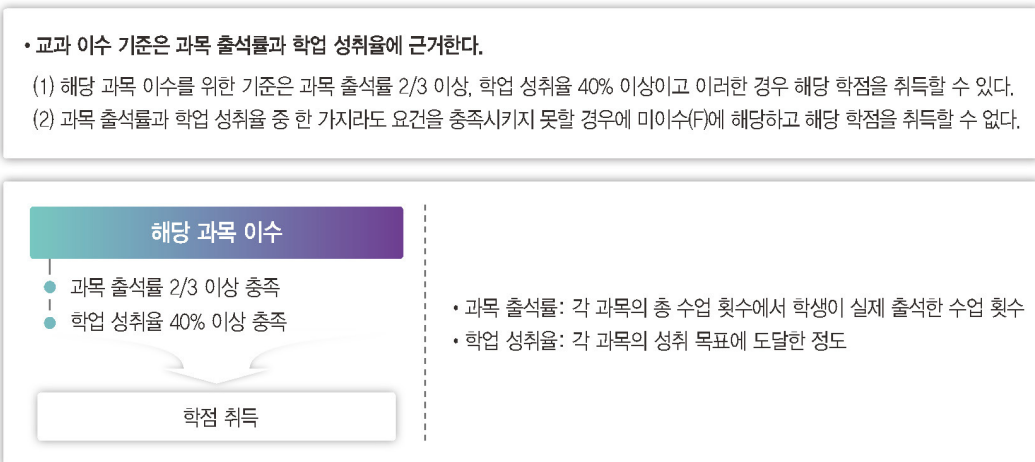 • 교과 이수 기준은 과목 출석률과 학업 성취율에 근거한다.
(1) 해당 과목 이수를 위한 기준은 과목 출석률 2/3 이상, 학업 성취율 40% 이상이고 이러한 경우 해당 학점을 취득할 수 있다.
(2) 과목 출석률과 학업 성취율 중 한 가지라도 요건을 충족시키지 못할 경우에 미이수(F)에 해당하고 해당 학점을 취득할 수 없다.
해당 과목 이수
과목 출석률 2/3 이상 충족
학업 성취율 40% 이상 충족
학점 취득
• 과목 출석률: 각 과목의 총 수업 횟수에서 학생이 실제 출석한 수업 횟수
• 학업 성취율: 각 과목의 성취 목표에 도달한 정도